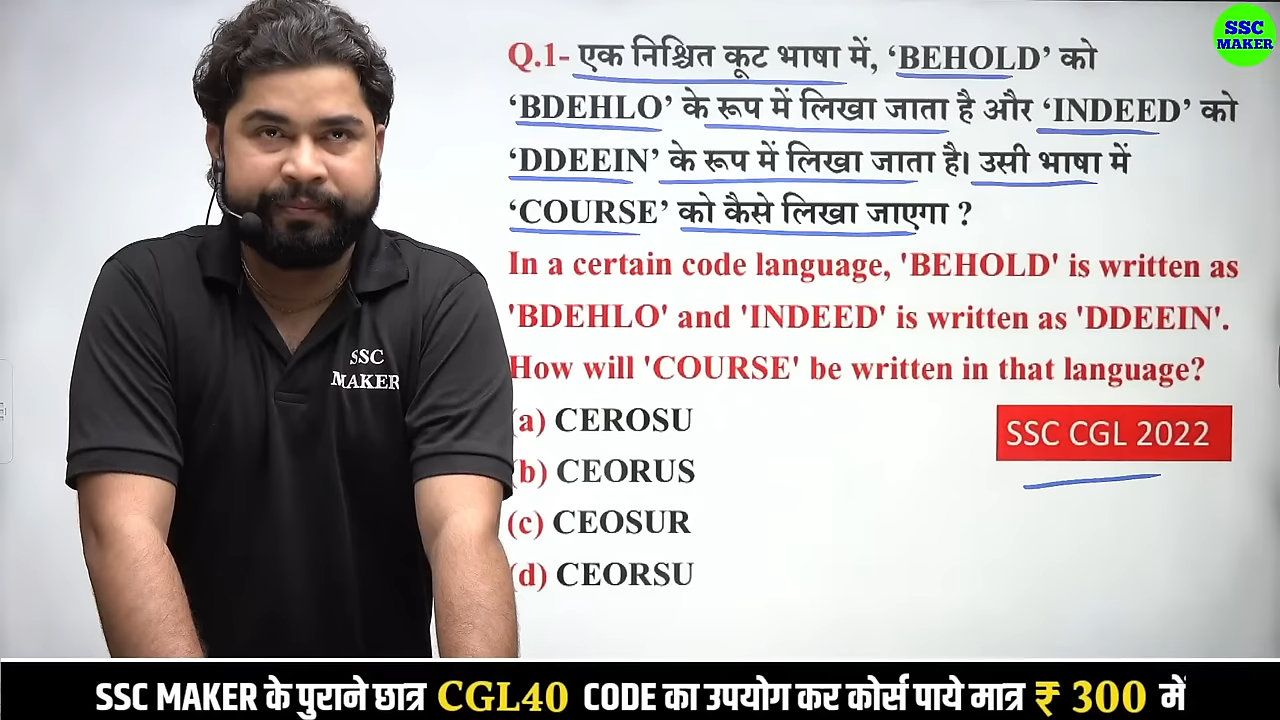 SSC
MAKER
Q.1- एक निश्चित कूट भाषा में, ‘BEHOLD’ को
‘BDEHLO’ के रूप में लिखा जाता है और ‘INDEED’ को
‘DDEEIN’ के रूप में लिखा जाता है। उसी भाषा में
‘COURSE’ को कैसे लिखा जाएगा ?
In a certain code language, 'BEHOLD' is written as
'BDEHLO' and 'INDEED' is written as 'DDEEIN'.
How will 'COURSE' be written in that language?
(a) CEROSU
SSC CGL 2022
(b) CEORUS
(c) CEOSUR
(d) CEORSU
SSC
MAKER
SSC MAKER के पुराने छात्र CGL40 CODE का उपयोग कर कोर्स पाये मात्र ₹ 300 में